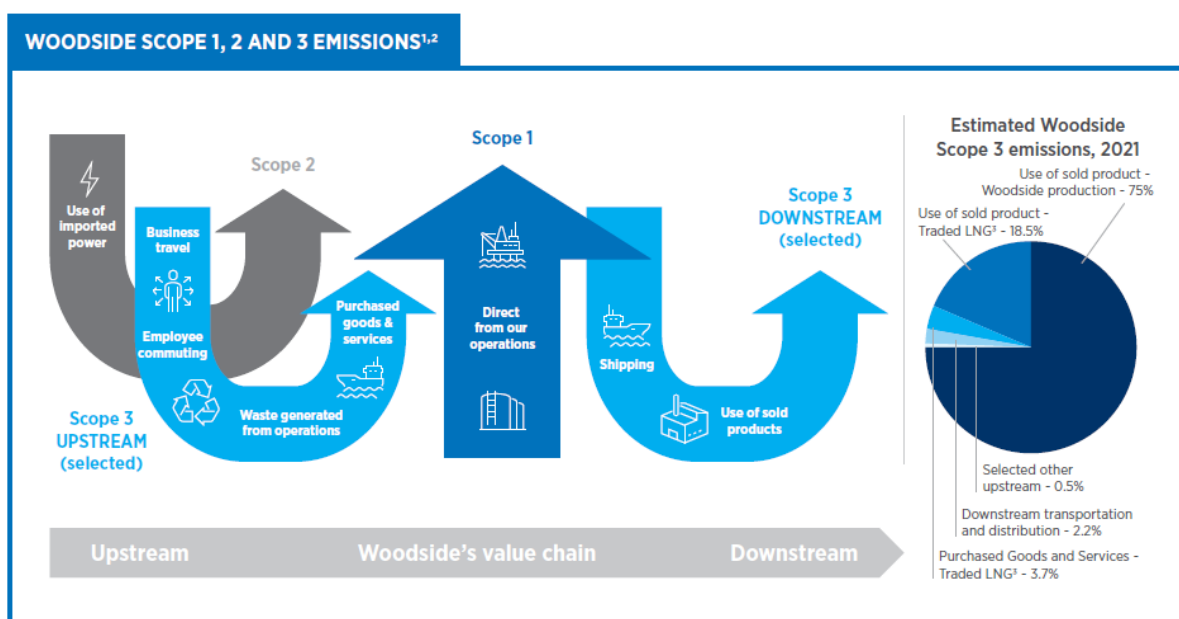 WOODSIDE SCOPE 1, 2 AND 3 EMISSIONS¹,²
Use of
imported
power
Scope 2
Business
travel
Employee
commuting
Scope 3
UPSTREAM
(selected)
Waste generated
from operations
Purchased
goods &
services
Scope 1
Direct
from our
operations
Shipping
Use of sold
products
Scope 3
DOWNSTREAM
(selected)
Upstream
Woodside's value chain
Downstream
Estimated Woodside
Scope 3 emissions, 2021
Use of sold product -
Woodside production - 75%
Use of sold product -
Traded LNG³ - 18.5%
Selected other
upstream - 0.5%
Downstream transportation
and distribution - 2.2%
Purchased Goods and Services -
Traded LNG³ - 3.7%